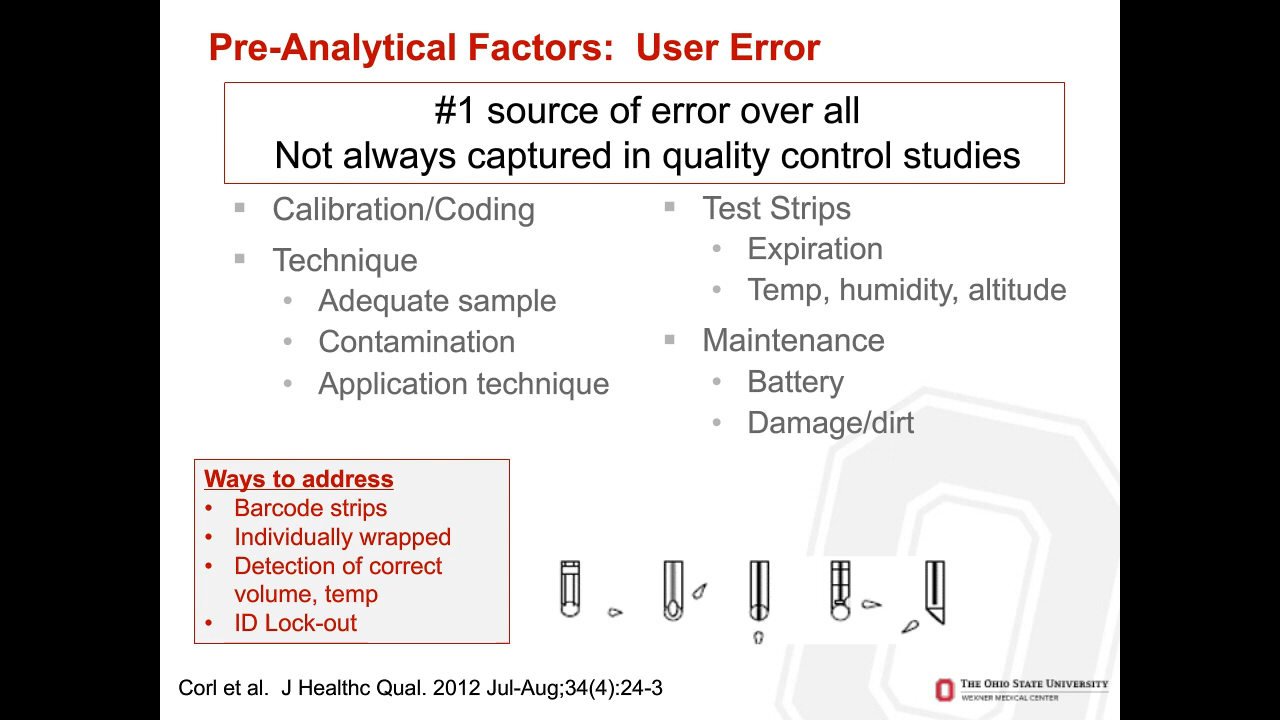 Pre-Analytical Factors: User Error
#1 source of error over all
Not always captured in quality control studies
▪ Calibration/Coding
▪ Technique
• Adequate sample
• Contamination
• Application technique
▪ Test Strips
• Expiration
• Temp, humidity, altitude
▪ Maintenance
• Battery
• Damage/dirt
Ways to address
• Barcode strips
• Individually wrapped
• Detection of correct
volume, temp
• ID Lock-out
Corl et al. J Healthc Qual. 2012 Jul-Aug;34(4):24-3
THE OHIO STATE UNIVERSITY
WEXNER MEDICAL CENTER